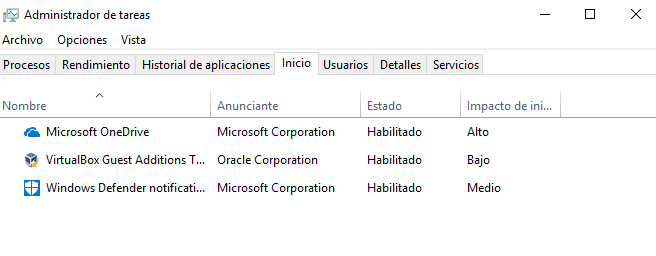 Administrador de tareas
Archivo Opciones Vista
Procesos Rendimiento Historial de aplicaciones Inicio Usuarios Detalles Servicios
Nombre Anunciante Estado Impacto de ini...
Microsoft OneDrive Microsoft Corporation Habilitado Alto
VirtualBox Guest Additions T... Oracle Corporation Habilitado Bajo
Windows Defender notificati... Microsoft Corporation Habilitado Medio